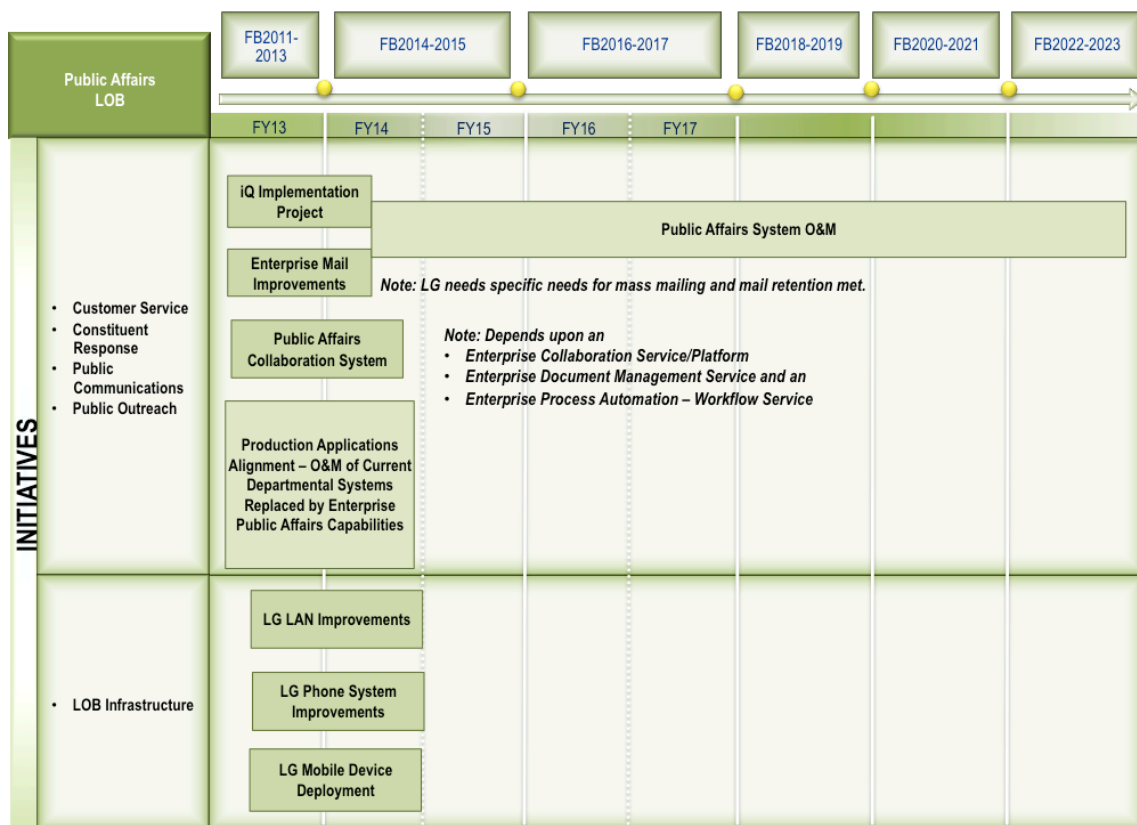 Public Affairs
LOB
FB2011-
2013
FB2014-2015
FB2016-2017
FB2018-2019
FB2020-2021
FB2022-2023
FY13
FY14
FY15
FY16
FY17
INITIATIVES
• Customer Service
• Constituent
Response
• Public
Communications
• Public Outreach
iQ Implementation
Project
Public Affairs System O&M
Enterprise Mail
Improvements
Note: LG needs specific needs for mass mailing and mail retention met.
Public Affairs
Collaboration System
Note: Depends upon an
• Enterprise Collaboration Service/Platform
• Enterprise Document Management Service and an
• Enterprise Process Automation – Workflow Service
Production Applications
Alignment – O&M of Current
Departmental Systems
Replaced by Enterprise
Public Affairs Capabilities
• LOB Infrastructure
LG LAN Improvements
LG Phone System
Improvements
LG Mobile Device
Deployment